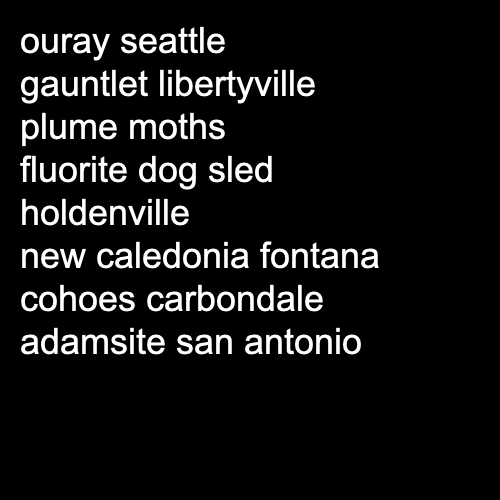 ouray seattle
gauntlet libertyville
plume moths
fluorite dog sled
holdenville
new caledonia fontana
cohoes carbondale
adamsite san antonio